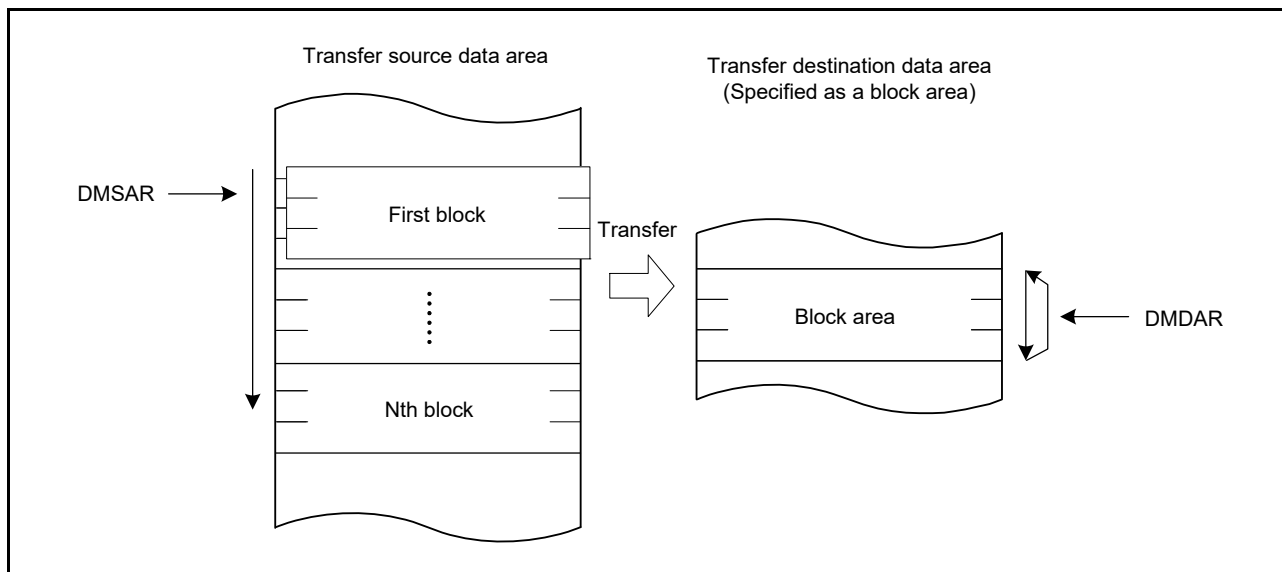 Transfer source data area
Transfer destination data area
(Specified as a block area)
DMSAR
First block
Transfer
Block area
DMDAR
Nth block